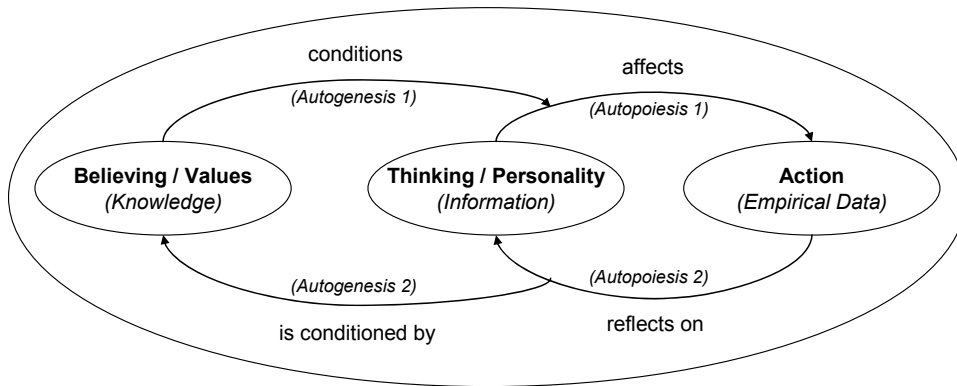 conditions
affects
(Autogenesis 1)
(Autopoiesis 1)
Believing / Values
(Knowledge)
Thinking / Personality
(Information)
Action
(Empirical Data)
(Autogenesis 2)
(Autopoiesis 2)
is conditioned by
reflects on